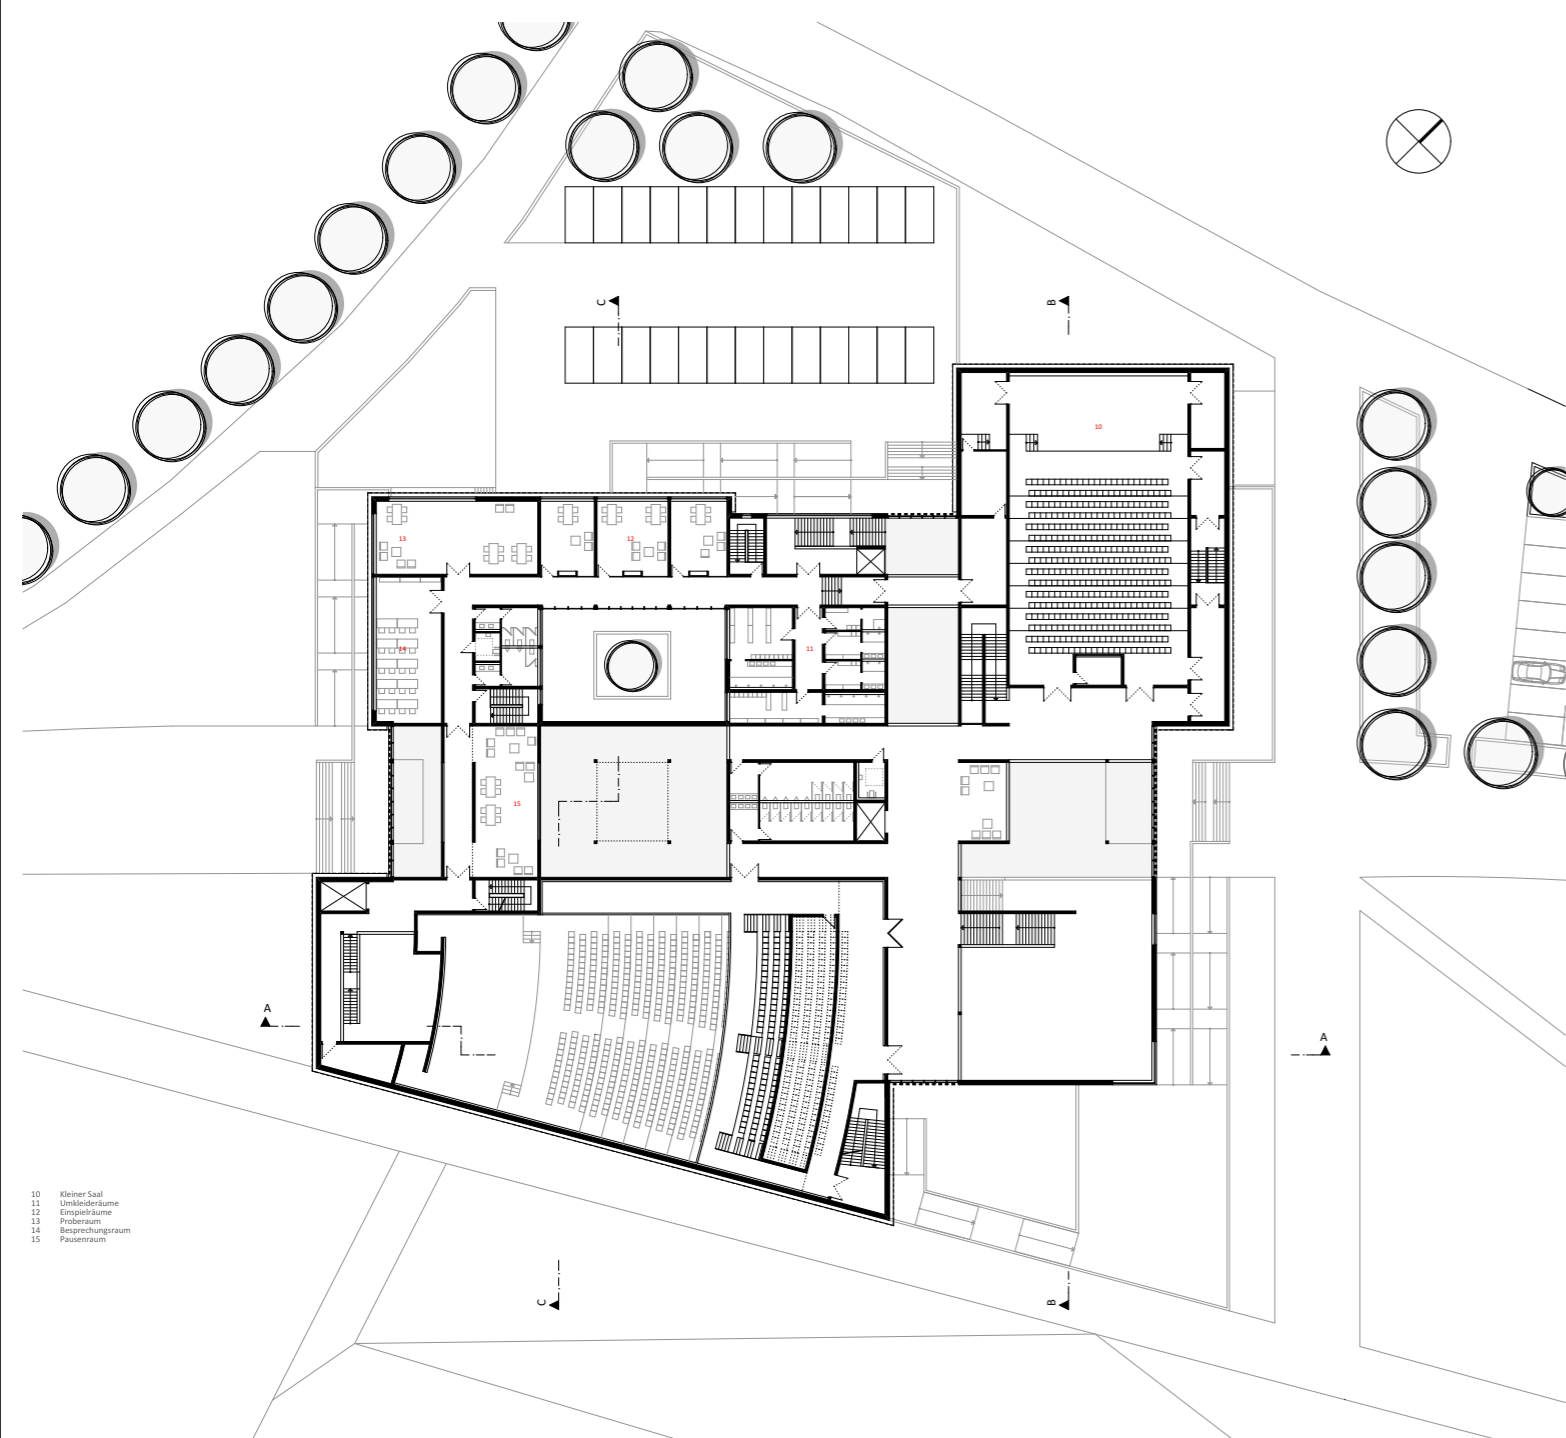 C
B
10
13
12
14
11
15
A
A
10 Kleiner Saal
11 Umkleideräume
12 Einspielräume
13 Proberaum
14 Besprechungsraum
15 Pausenraum
C
B